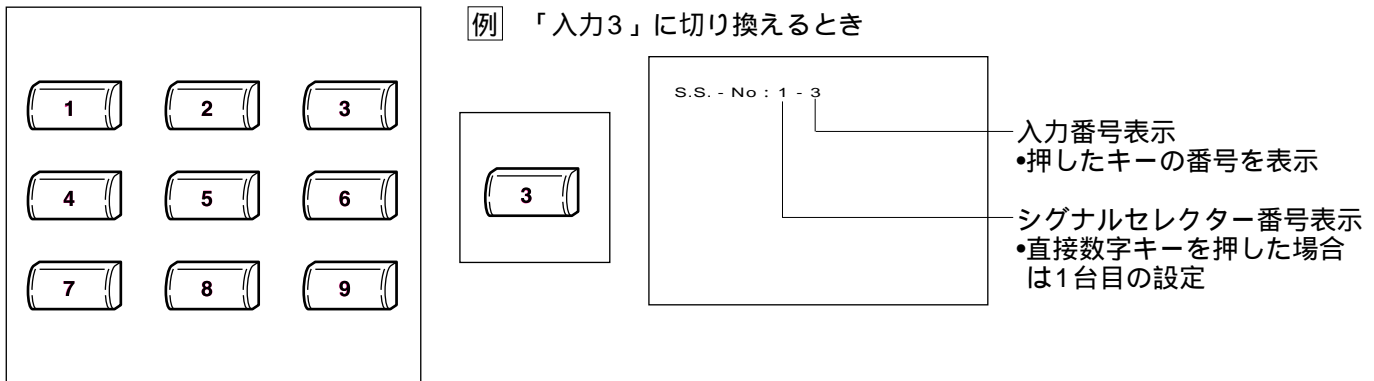 例 「入力3」に切り換えるとき
1 2 3
4 5 6
7 8 9
3
S.S. - No : 1 - 3
入力番号表示
•押したキーの番号を表示
シグナルセレクター番号表示
•直接数字キーを押した場合
は1台目の設定